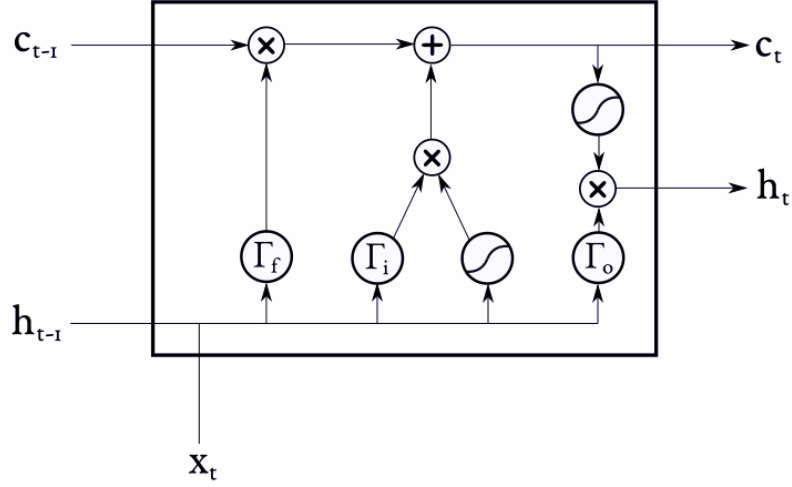 c_{t-1} × + c_t
×
× h_t
Γ_f Γ_i Γ_o
h_{t-1}
x_t